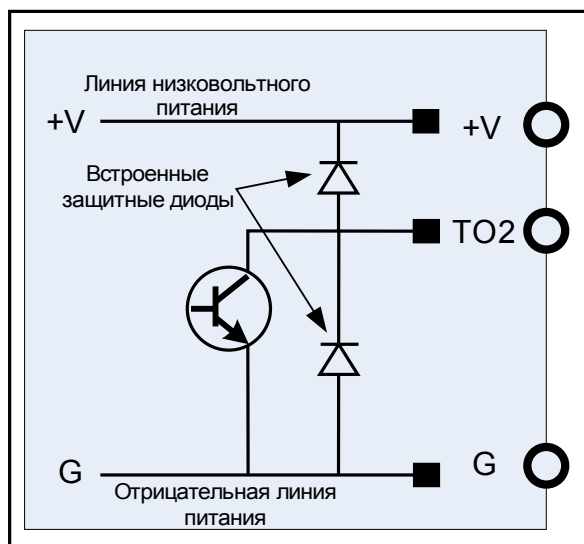 Линия низковольтного
питания
+V
+V
Встроенные
защитные диоды
TO2
G
G
Отрицательная линия
питания